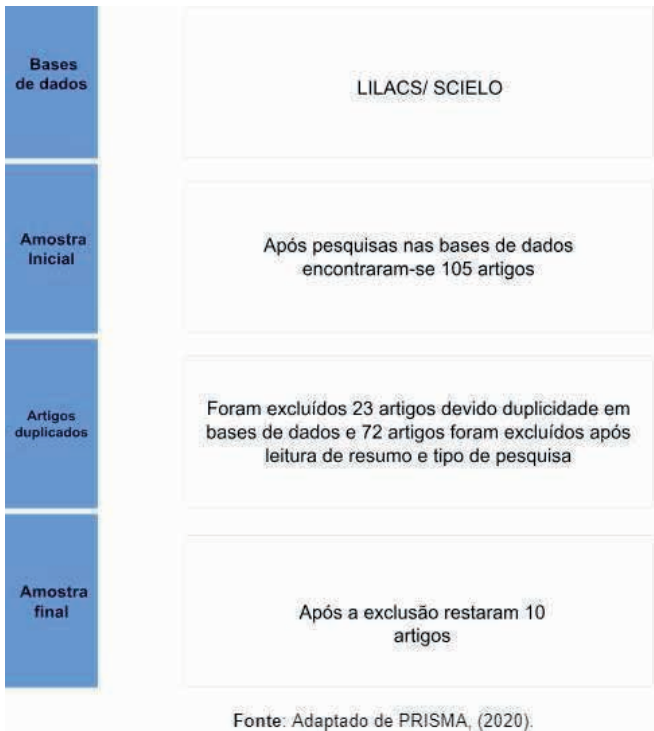 Bases
de dados
LILACS/ SCIELO
Amostra
Inicial
Após pesquisas nas bases de dados
encontraram-se 105 artigos
Artigos
duplicados
Foram excluídos 23 artigos devido duplicidade em
bases de dados e 72 artigos foram excluídos após
leitura de resumo e tipo de pesquisa
Amostra
final
Após a exclusão restaram 10
artigos
Fonte: Adaptado de PRISMA, (2020).